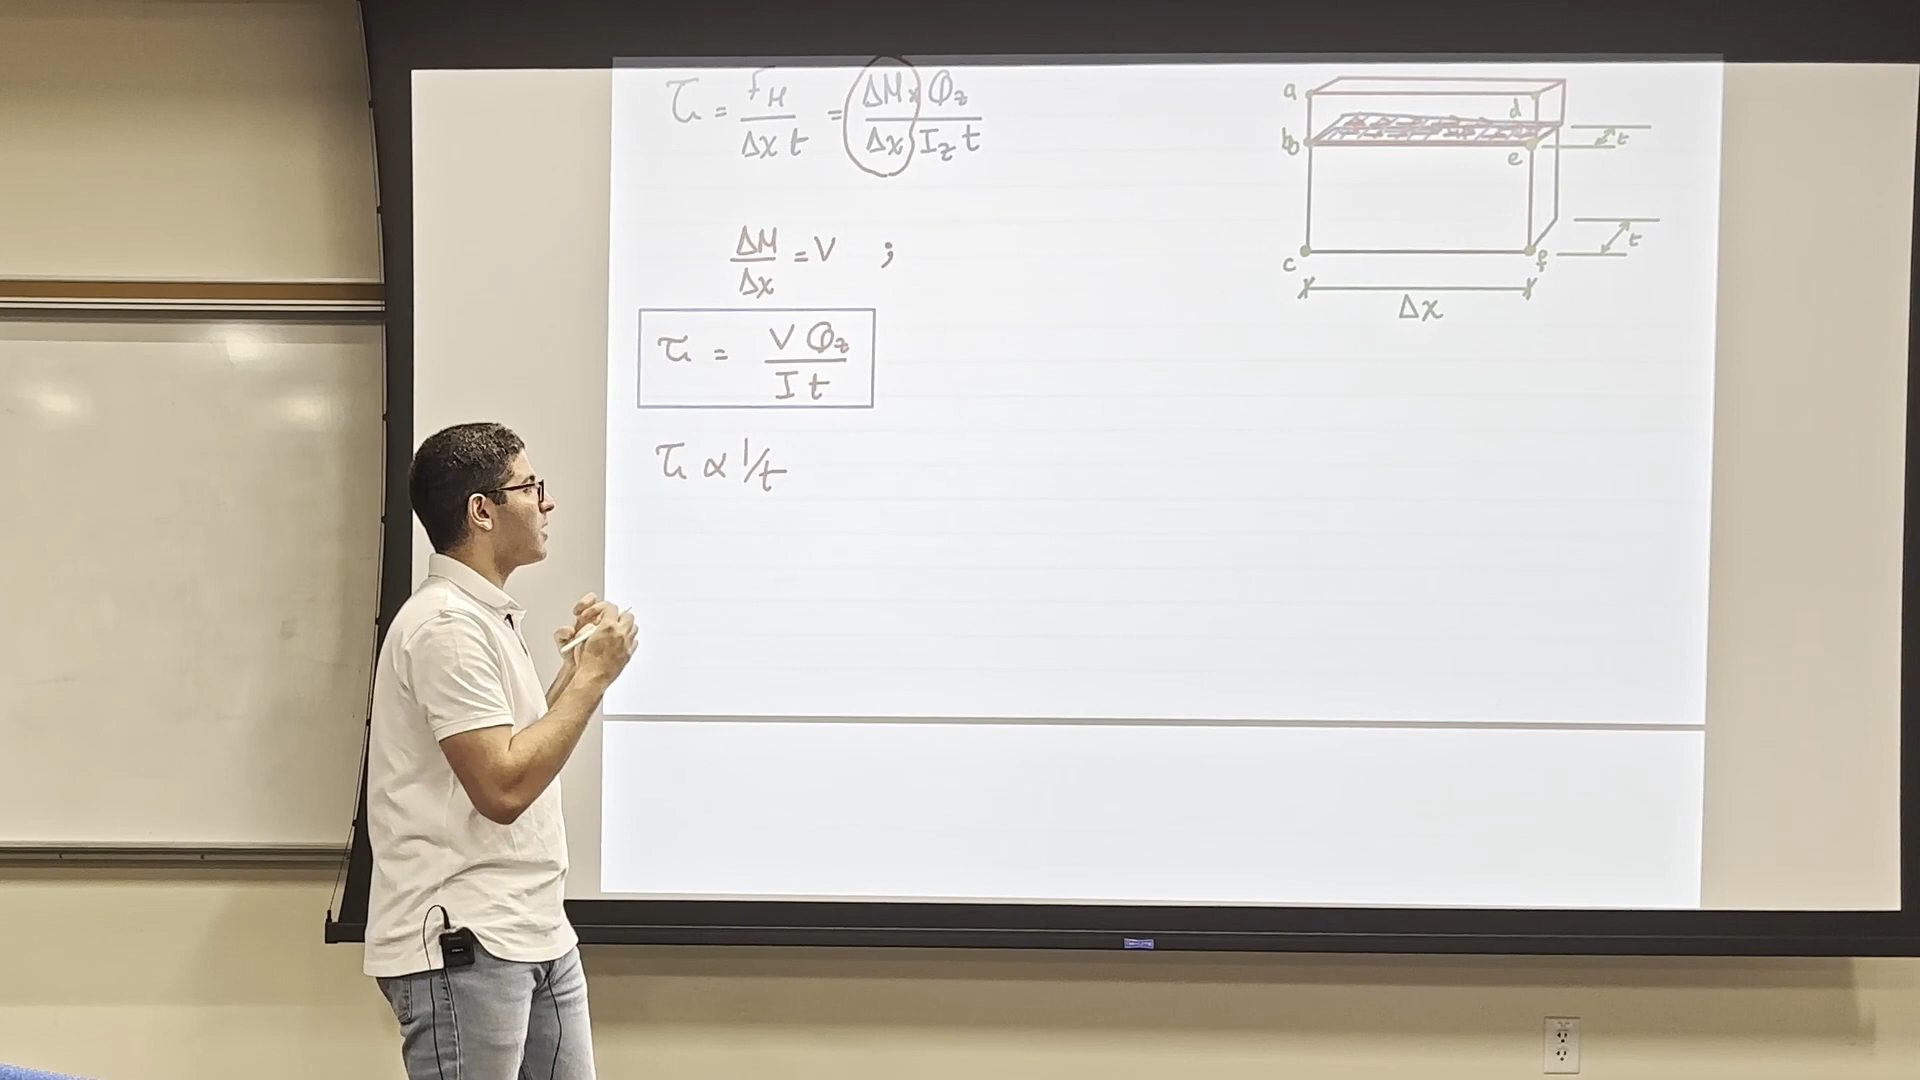 τ = F_H / Δx t = ΔM x Q_z / Δx I_z t
ΔM / Δx = V ;
τ = V Q_z / I t
τ ∝ 1/t
a
d
b
e
t
t
c
f
Δx